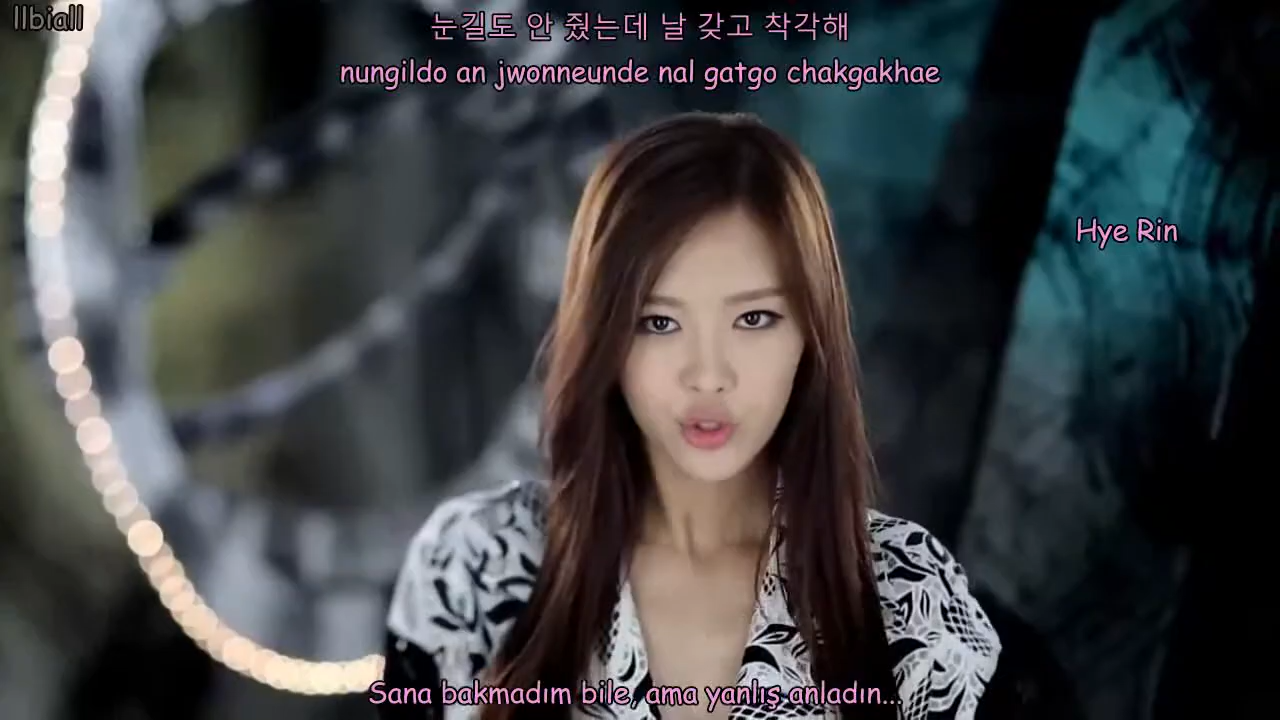 llbiall
눈길도 안 줬는데 날 갖고 착각해
nungildo an jwonneunde nal gatgo chakgakhae
Hye Rin
Sana bakmadım bile, ama yanlış anladın...